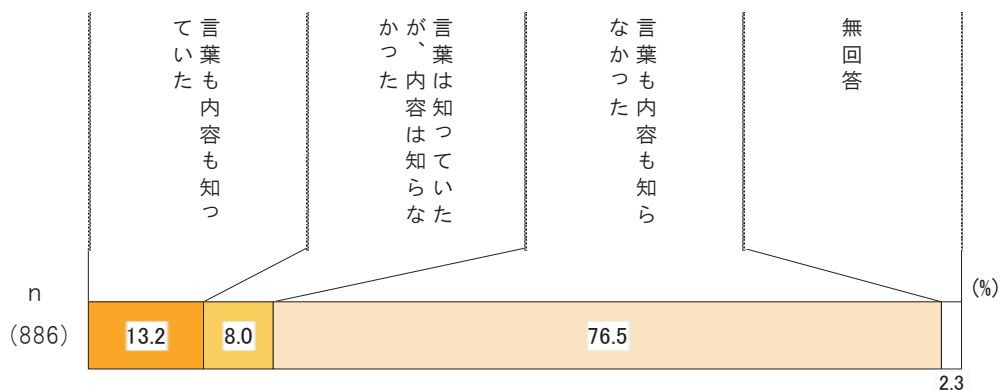 言葉も内容も知っ
ていた
言葉は知っていた
が、内容は知らな
かった
言葉も内容も知ら
なかった
無回答
n
(%)
(886)
13.2
8.0
76.5
2.3